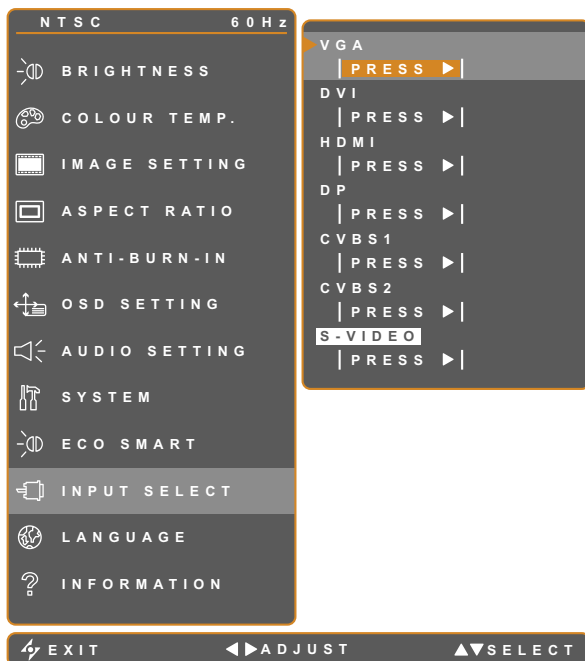 NTSC 60Hz
BRIGHTNESS
COLOUR TEMP.
IMAGE SETTING
ASPECT RATIO
ANTI-BURN-IN
OSD SETTING
AUDIO SETTING
SYSTEM
ECO SMART
INPUT SELECT
LANGUAGE
INFORMATION
VGA
PRESS
DVI
PRESS
HDMI
PRESS
DP
PRESS
CVBS1
PRESS
CVBS2
PRESS
S-VIDEO
PRESS
EXIT ADJUST SELECT